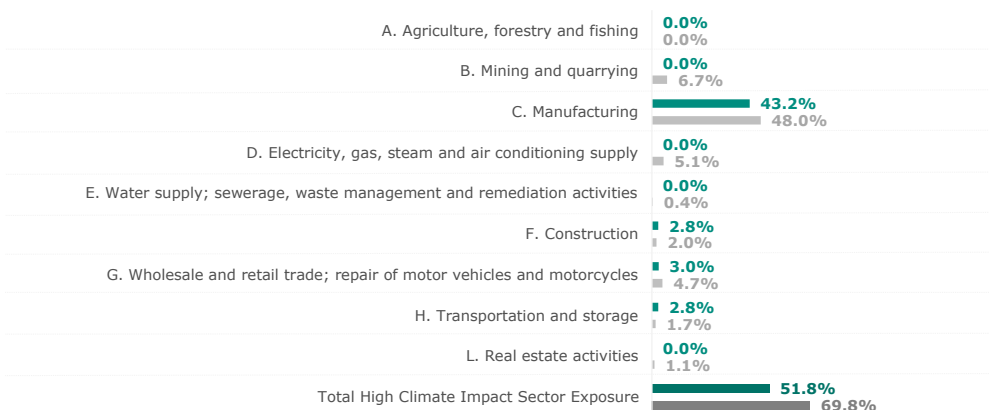 A. Agriculture, forestry and fishing
0.0%
0.0%
B. Mining and quarrying
0.0%
6.7%
C. Manufacturing
43.2%
48.0%
D. Electricity, gas, steam and air conditioning supply
0.0%
5.1%
E. Water supply; sewerage, waste management and remediation activities
0.0%
0.4%
F. Construction
2.8%
2.0%
G. Wholesale and retail trade; repair of motor vehicles and motorcycles
3.0%
4.7%
H. Transportation and storage
2.8%
1.7%
L. Real estate activities
0.0%
1.1%
Total High Climate Impact Sector Exposure
51.8%
69.8%